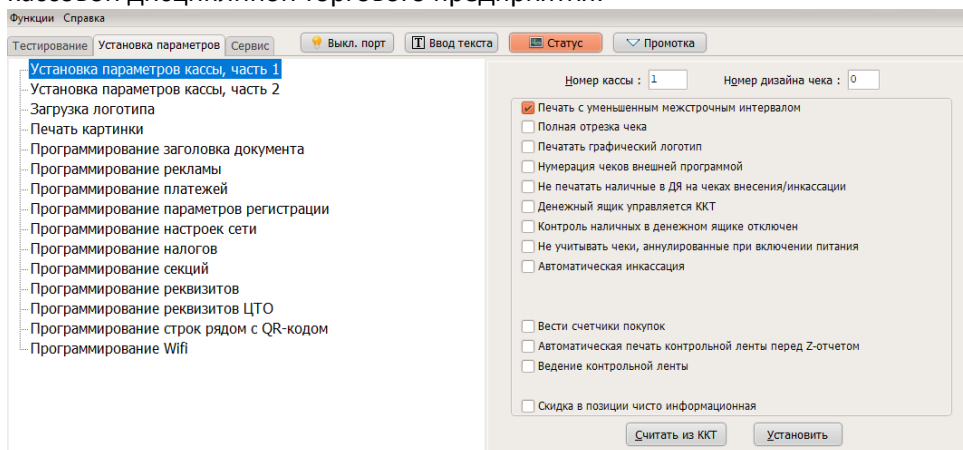 кассовой дисциплиной торгового предприятия.
Функции Справка
Тестирование Установка параметров Сервис Выкл. порт Ввод текста Статус Промотка
Установка параметров кассы, часть 1
Установка параметров кассы, часть 2
Загрузка логотипа
Печать картинки
Программирование заголовка документа
Программирование рекламы
Программирование платежей
Программирование параметров регистрации
Программирование настроек сети
Программирование налогов
Программирование секций
Программирование реквизитов
Программирование реквизитов ЦТО
Программирование строк рядом с QR-кодом
Программирование Wifi
Номер кассы : 1 Номер дизайна чека : 0
Печать с уменьшенным межстрочным интервалом
Полная отрезка чека
Печатать графический логотип
Нумерация чеков внешней программой
Не печатать наличные в ДЯ на чеках внесения/инкассации
Денежный ящик управляется ККТ
Контроль наличных в денежном ящике отключен
Не учитывать чеки, аннулированные при включении питания
Автоматическая инкассация
Вести счетчики покупок
Автоматическая печать контрольной ленты перед Z-отчетом
Ведение контрольной ленты
Скидка в позиции чисто информационная
Считать из ККТ Установить